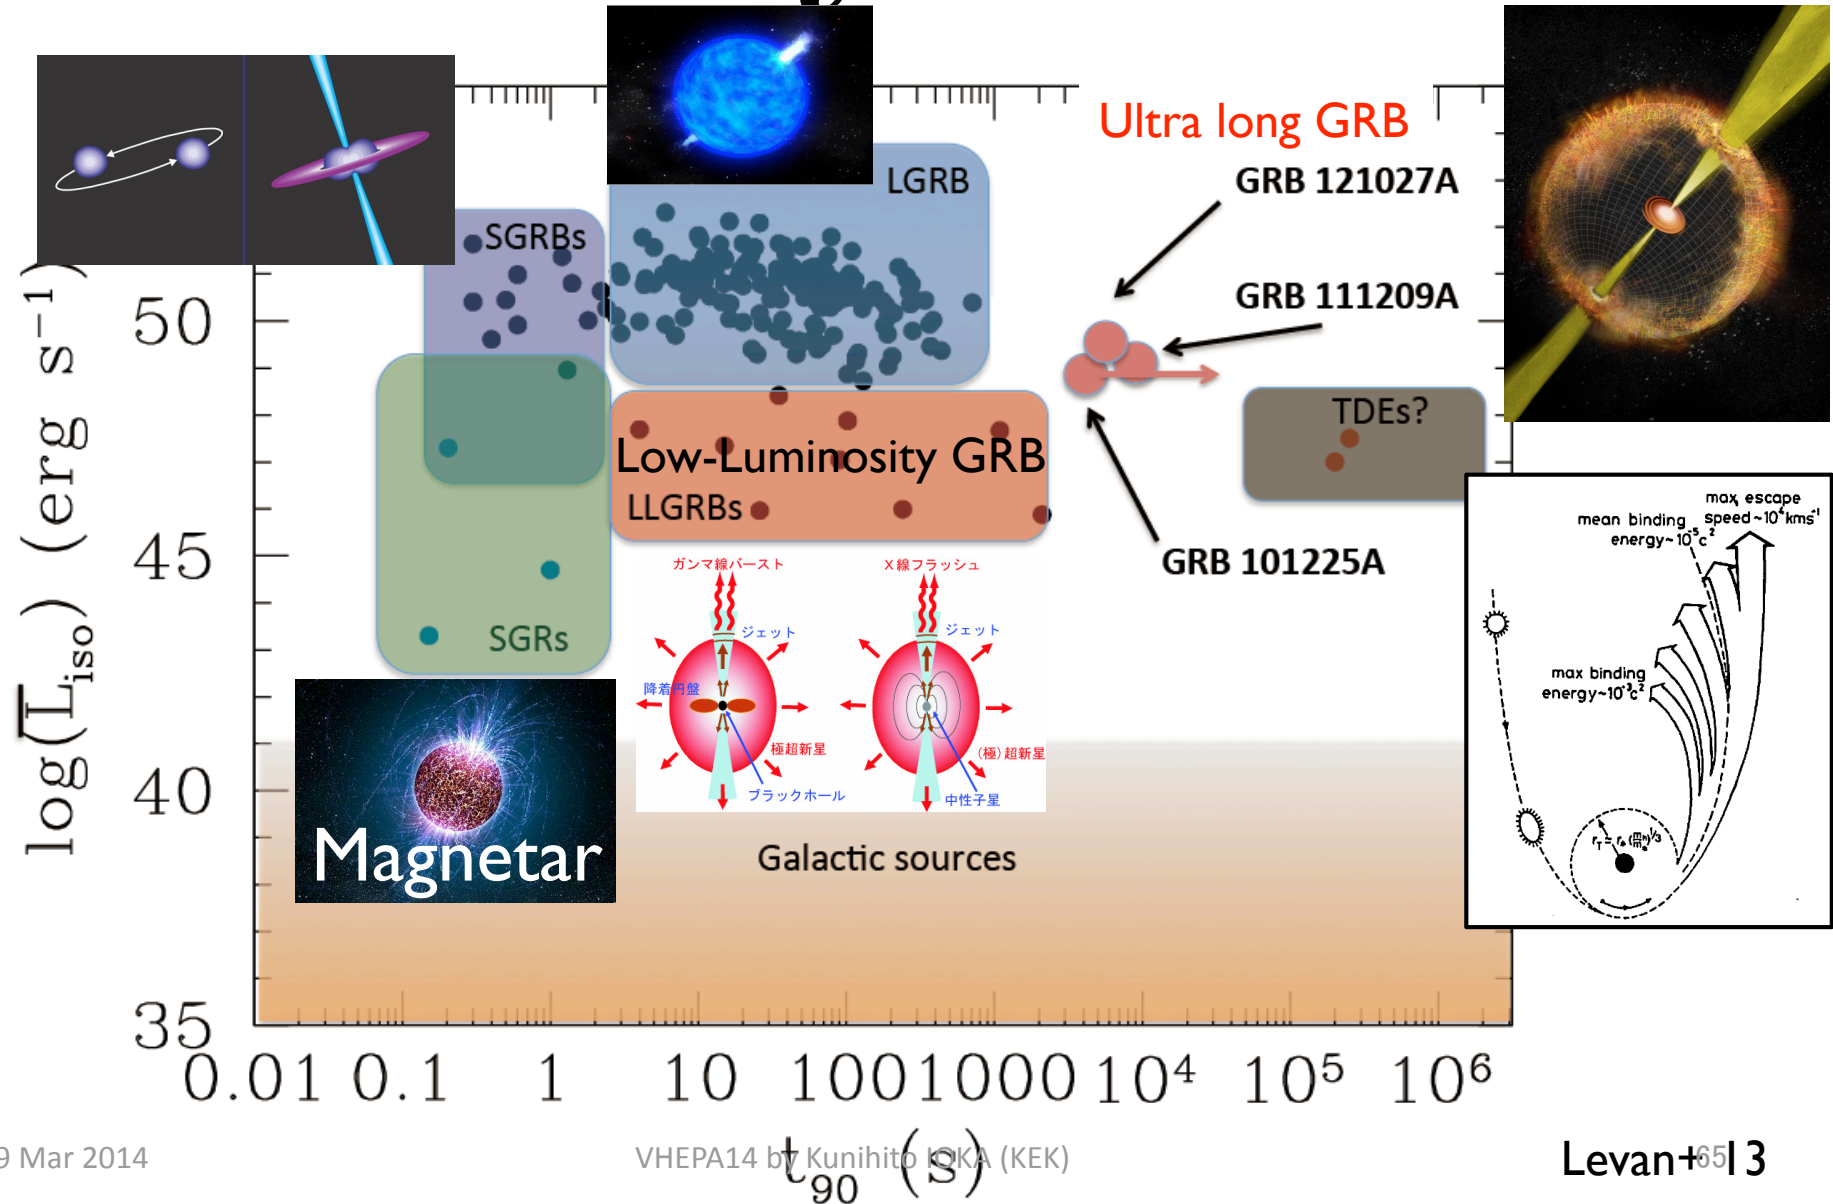 Ultra long GRB
LGRB
GRB 121027A
SGRBs
GRB 111209A
TDEs?
Low-Luminosity GRB
LLGRBs
GRB 101225A
SGRs
max escape
speed~10⁴kms⁻¹
mean binding
energy~10⁻⁵c²
max binding
energy~10⁻³c²
ガンマ線バースト
X線フラッシュ
ジェット
ジェット
降着円盤
極超新星
(極)超新星
ブラックホール
中性子星
Magnetar
Galactic sources
log(L̅iso) (erg s⁻¹)
50
45
40
35
0.01 0.1 1 10 100 1000 10⁴ 10⁵ 10⁶
t₉₀ (s)
9 Mar 2014
VHEPA14 by Kunihito IOKA (KEK)
65
Levan+13